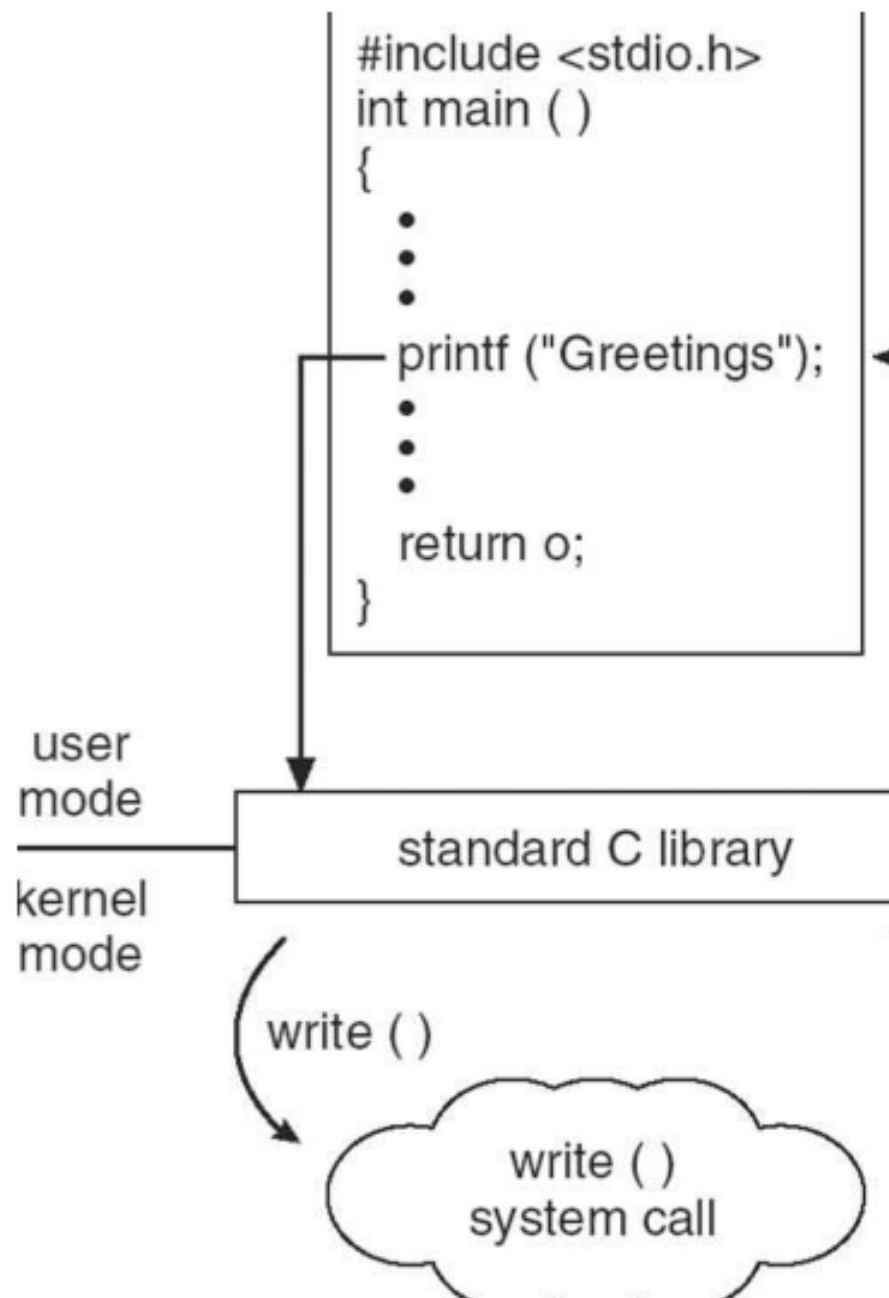 #include <stdio.h>
int main ( )
{
•
•
•
printf ("Greetings");
•
•
•
return o;
}
user
mode
standard C library
kernel
mode
write ( )
write ( )
system call